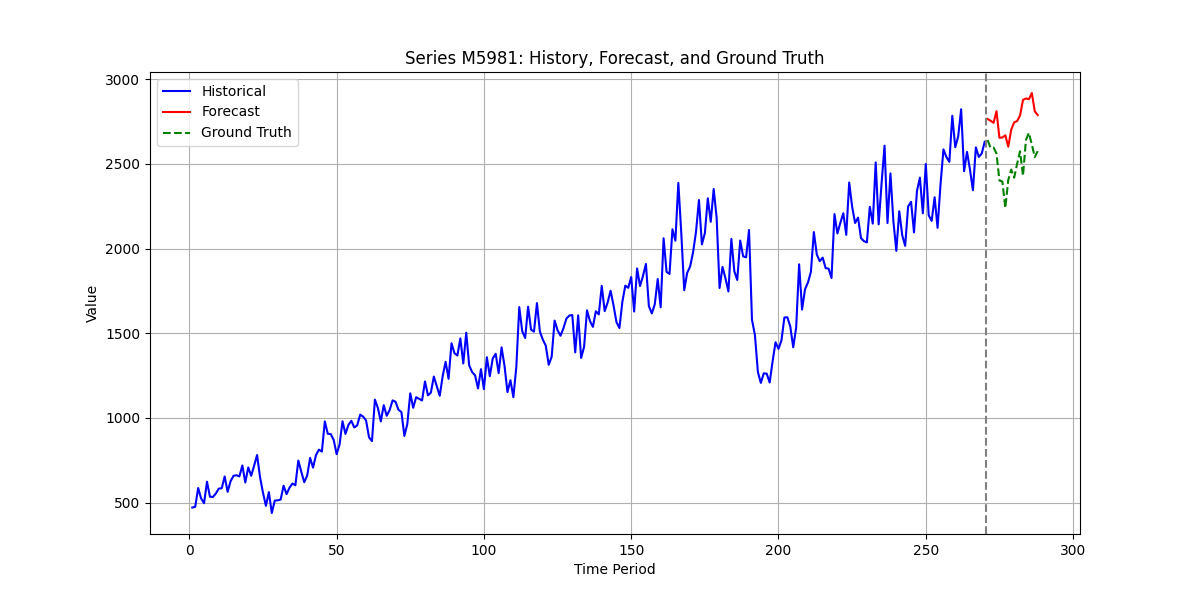 Series M5981: History, Forecast, and Ground Truth
3000
2500
2000
1500
1000
500
Value
Historical
Forecast
Ground Truth
0 50 100 150 200 250 300
Time Period